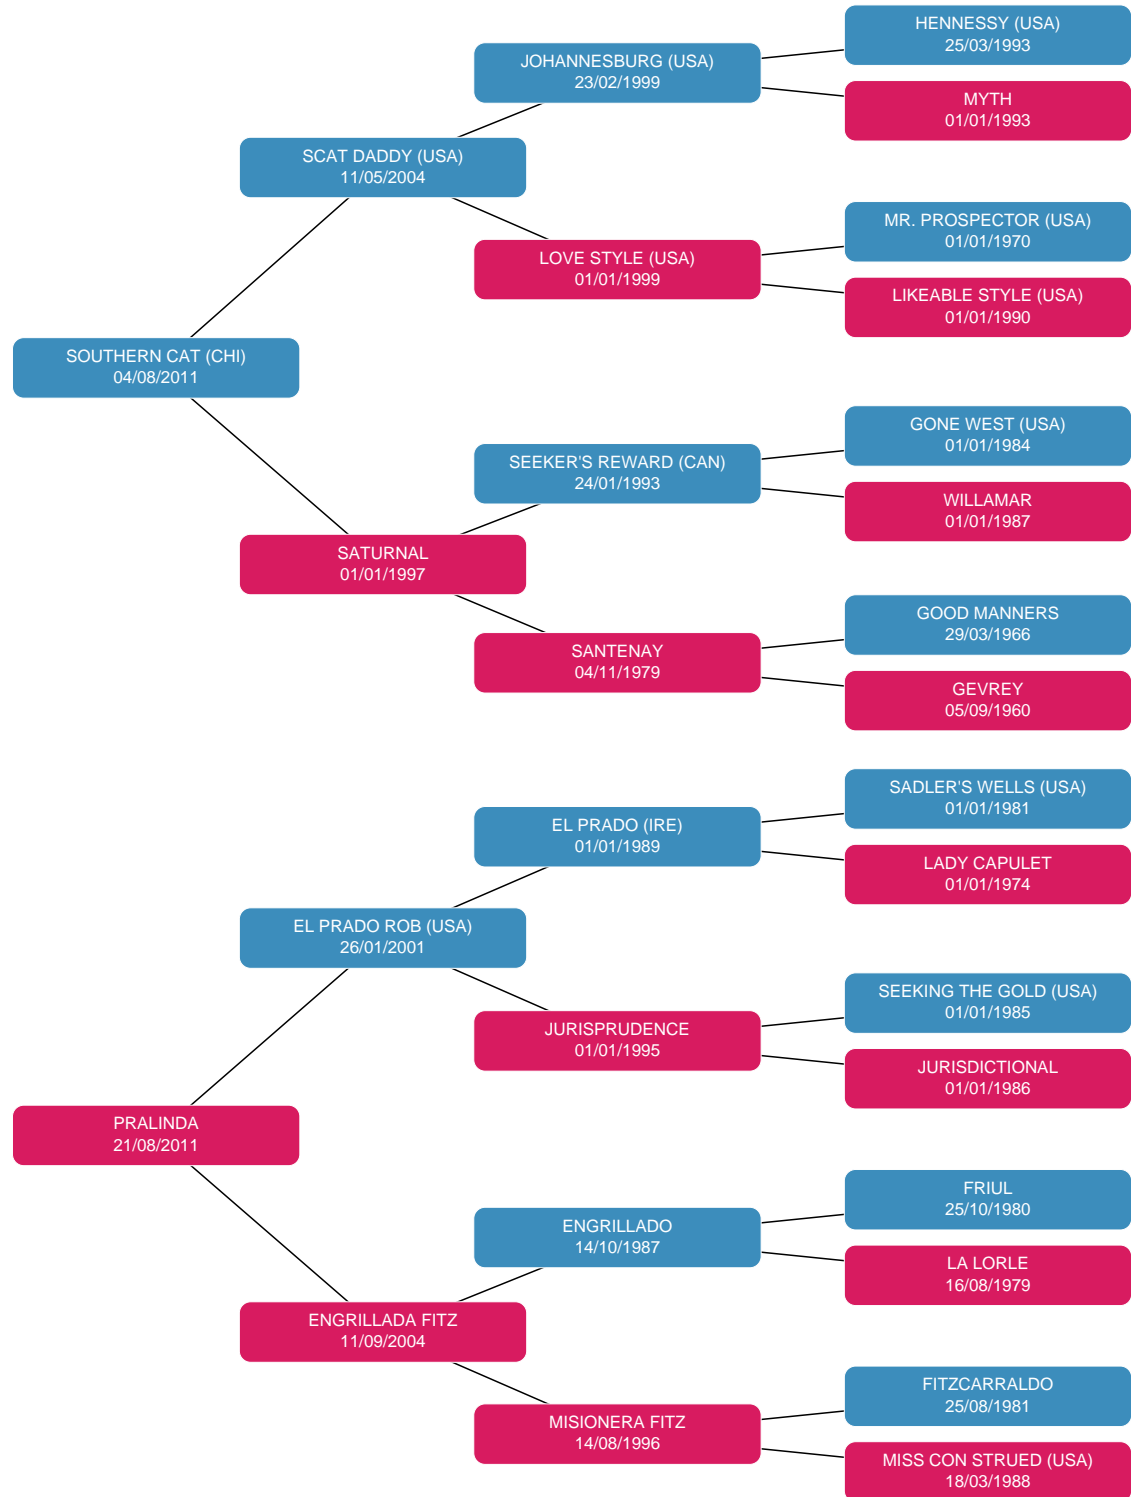 HENNESSY (USA)
25/03/1993
JOHANNESBURG (USA)
23/02/1999
MYTH
01/01/1993
SCAT DADDY (USA)
11/05/2004
MR. PROSPECTOR (USA)
01/01/1970
LOVE STYLE (USA)
01/01/1999
LIKEABLE STYLE (USA)
01/01/1990
SOUTHERN CAT (CHI)
04/08/2011
GONE WEST (USA)
01/01/1984
SEEKER'S REWARD (CAN)
24/01/1993
WILLAMAR
01/01/1987
SATURNAL
01/01/1997
GOOD MANNERS
29/03/1966
SANTENAY
04/11/1979
GEVREY
05/09/1960
SADLER'S WELLS (USA)
01/01/1981
EL PRADO (IRE)
01/01/1989
LADY CAPULET
01/01/1974
EL PRADO ROB (USA)
26/01/2001
SEEKING THE GOLD (USA)
01/01/1985
JURISPRUDENCE
01/01/1995
JURISDICTIONAL
01/01/1986
PRALINDA
21/08/2011
FRIUL
25/10/1980
ENGRILLADO
14/10/1987
LA LORLE
16/08/1979
ENGRILLADA FITZ
11/09/2004
FITZCARRALDO
25/08/1981
MISIONERA FITZ
14/08/1996
MISS CON STRUED (USA)
18/03/1988